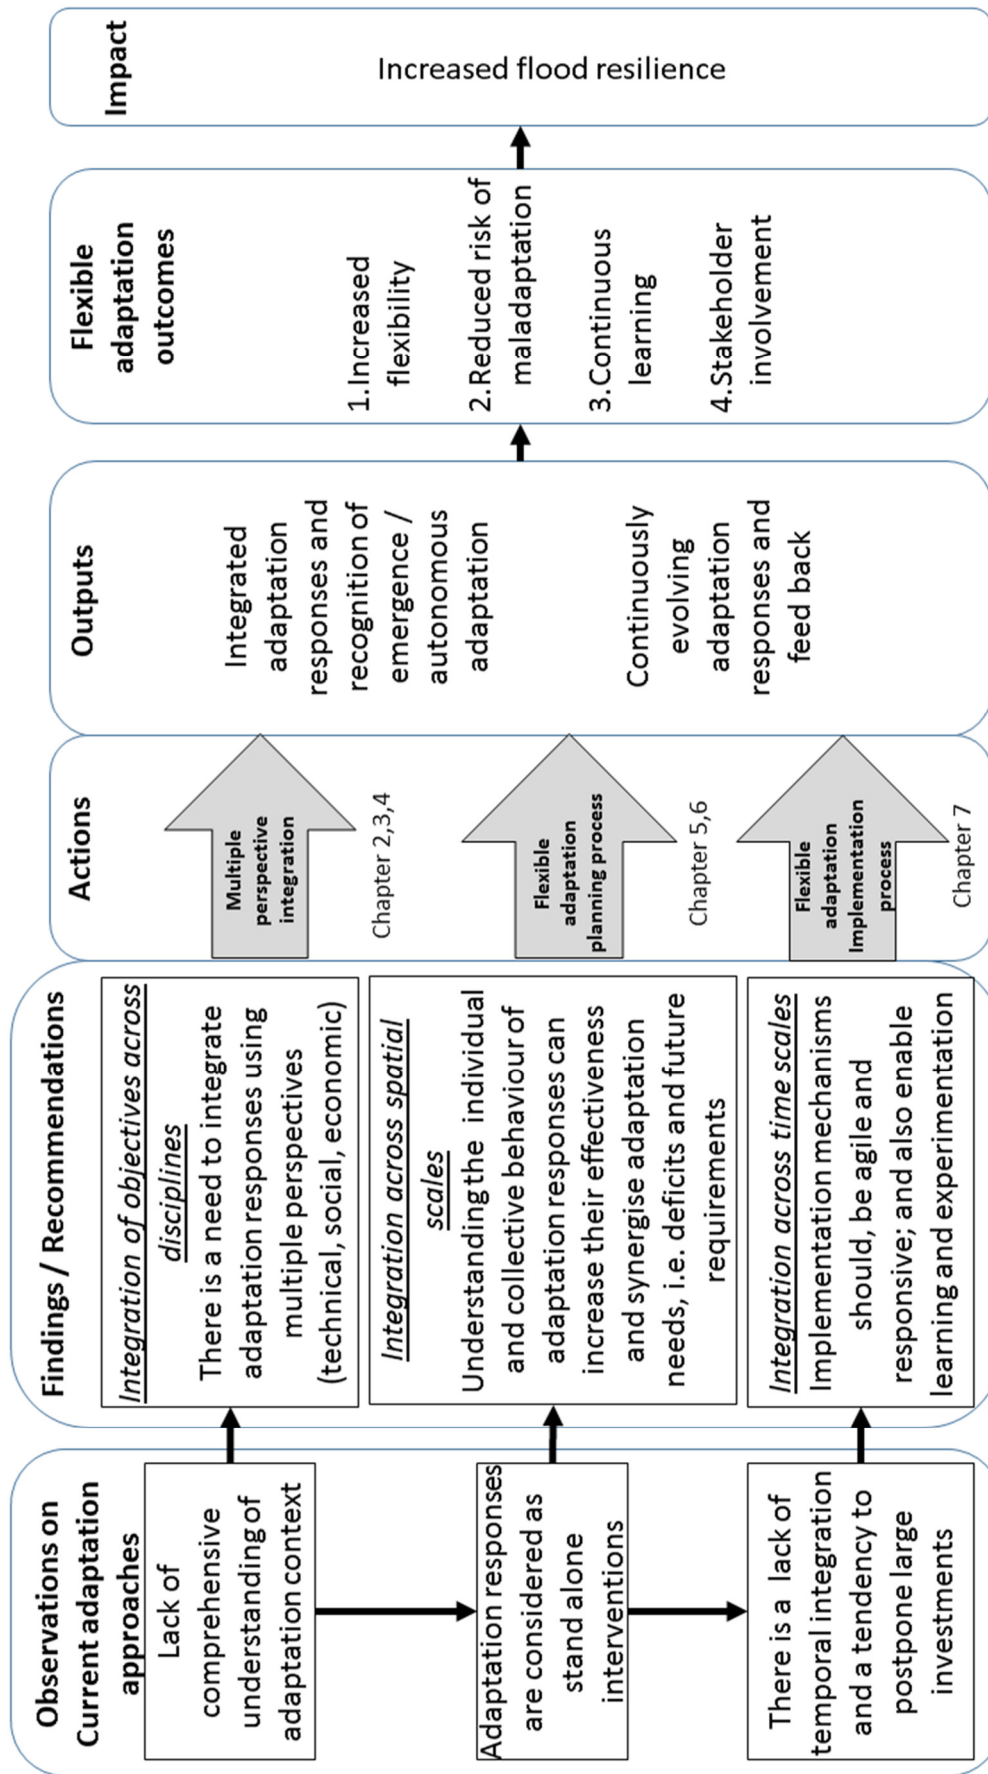 Observations on
Current adaptation
approaches
Lack of
comprehensive
understanding of
adaptation context
Adaptation responses
are considered as
stand alone
interventions
There is a lack of
temporal integration
and a tendency to
postpone large
investments
Findings / Recommendations
Integration of objectives across
disciplines
There is a need to integrate
adaptation responses using
multiple perspectives
(technical, social, economic)
Integration across spatial
scales
Understanding the individual
and collective behaviour of
adaptation responses can
increase their effectiveness
and synergise adaptation
needs, i.e. deficits and future
requirements
Integration across time scales
Implementation mechanisms
should, be agile and
responsive; and also enable
learning and experimentation
Actions
Multiple
perspective
integration
Chapter 2,3,4
Flexible
adaptation
planning process
Chapter 5,6
Flexible
adaptation
Implementation
process
Chapter 7
Outputs
Integrated
adaptation
responses and
recognition of
emergence /
autonomous
adaptation
Continuously
evolving
adaptation
responses and
feed back
Flexible
adaptation
outcomes
1.Increased
flexibility
2.Reduced risk of
maladaptation
3.Continuous
learning
4.Stakeholder
involvement
Impact
Increased flood resilience